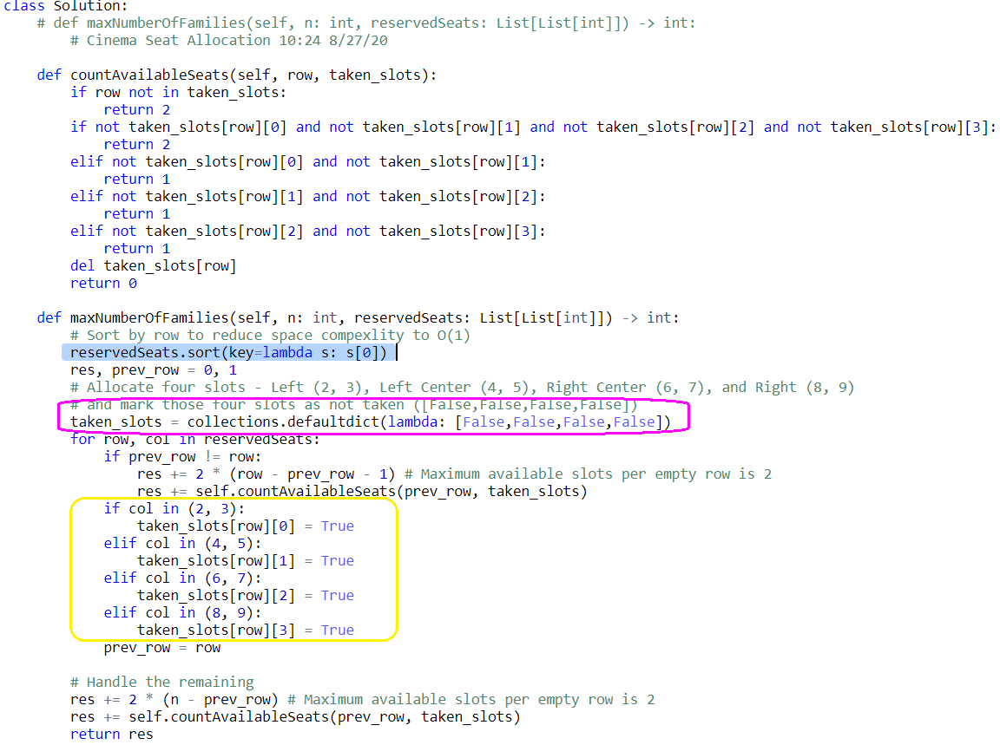 class Solution:
    # def maxNumberOfFamilies(self, n: int, reservedSeats: List[List[int]]) -> int:
        # Cinema Seat Allocation 10:24 8/27/20

    def countAvailableSeats(self, row, taken_slots):
        if row not in taken_slots:
            return 2
        if not taken_slots[row][0] and not taken_slots[row][1] and not taken_slots[row][2] and not taken_slots[row][3]:
            return 2
        elif not taken_slots[row][0] and not taken_slots[row][1]:
            return 1
        elif not taken_slots[row][1] and not taken_slots[row][2]:
            return 1
        elif not taken_slots[row][2] and not taken_slots[row][3]:
            return 1
        del taken_slots[row]
        return 0

    def maxNumberOfFamilies(self, n: int, reservedSeats: List[List[int]]) -> int:
        # Sort by row to reduce space compexlity to O(1)
        reservedSeats.sort(key=lambda s: s[0])
        res, prev_row = 0, 1
        # Allocate four slots - Left (2, 3), Left Center (4, 5), Right Center (6, 7), and Right (8, 9)
        # and mark those four slots as not taken ([False,False,False,False])
        taken_slots = collections.defaultdict(lambda: [False,False,False,False])
        for row, col in reservedSeats:
            if prev_row != row:
                res += 2 * (row - prev_row - 1) # Maximum available slots per empty row is 2
                res += self.countAvailableSeats(prev_row, taken_slots)
            if col in (2, 3):
                taken_slots[row][0] = True
            elif col in (4, 5):
                taken_slots[row][1] = True
            elif col in (6, 7):
                taken_slots[row][2] = True
            elif col in (8, 9):
                taken_slots[row][3] = True
            prev_row = row

        # Handle the remaining
        res += 2 * (n - prev_row) # Maximum available slots per empty row is 2
        res += self.countAvailableSeats(prev_row, taken_slots)
        return res